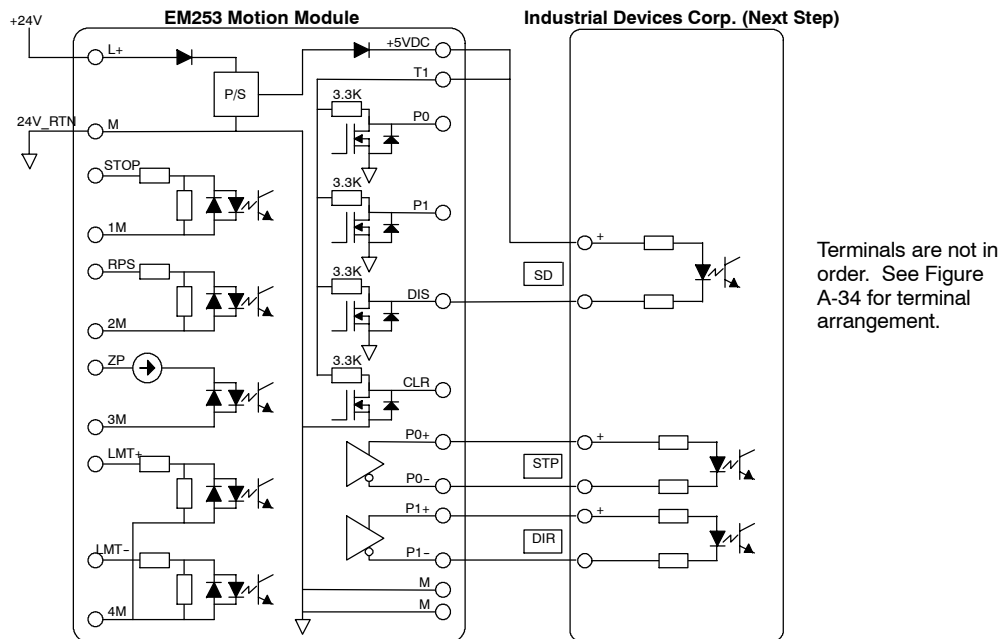 EM253 Motion Module
Industrial Devices Corp. (Next Step)
+24V
L+
P/S
24V_RTN
M
STOP
1M
RPS
2M
ZP
3M
LMT+
LMT−
4M
+5VDC
T1
3.3K
P0
3.3K
P1
3.3K
DIS
3.3K
CLR
P0+
P0−
P1+
P1−
M
M
+
SD
+
STP
+
DIR
Terminals are not in
order. See Figure
A-34 for terminal
arrangement.